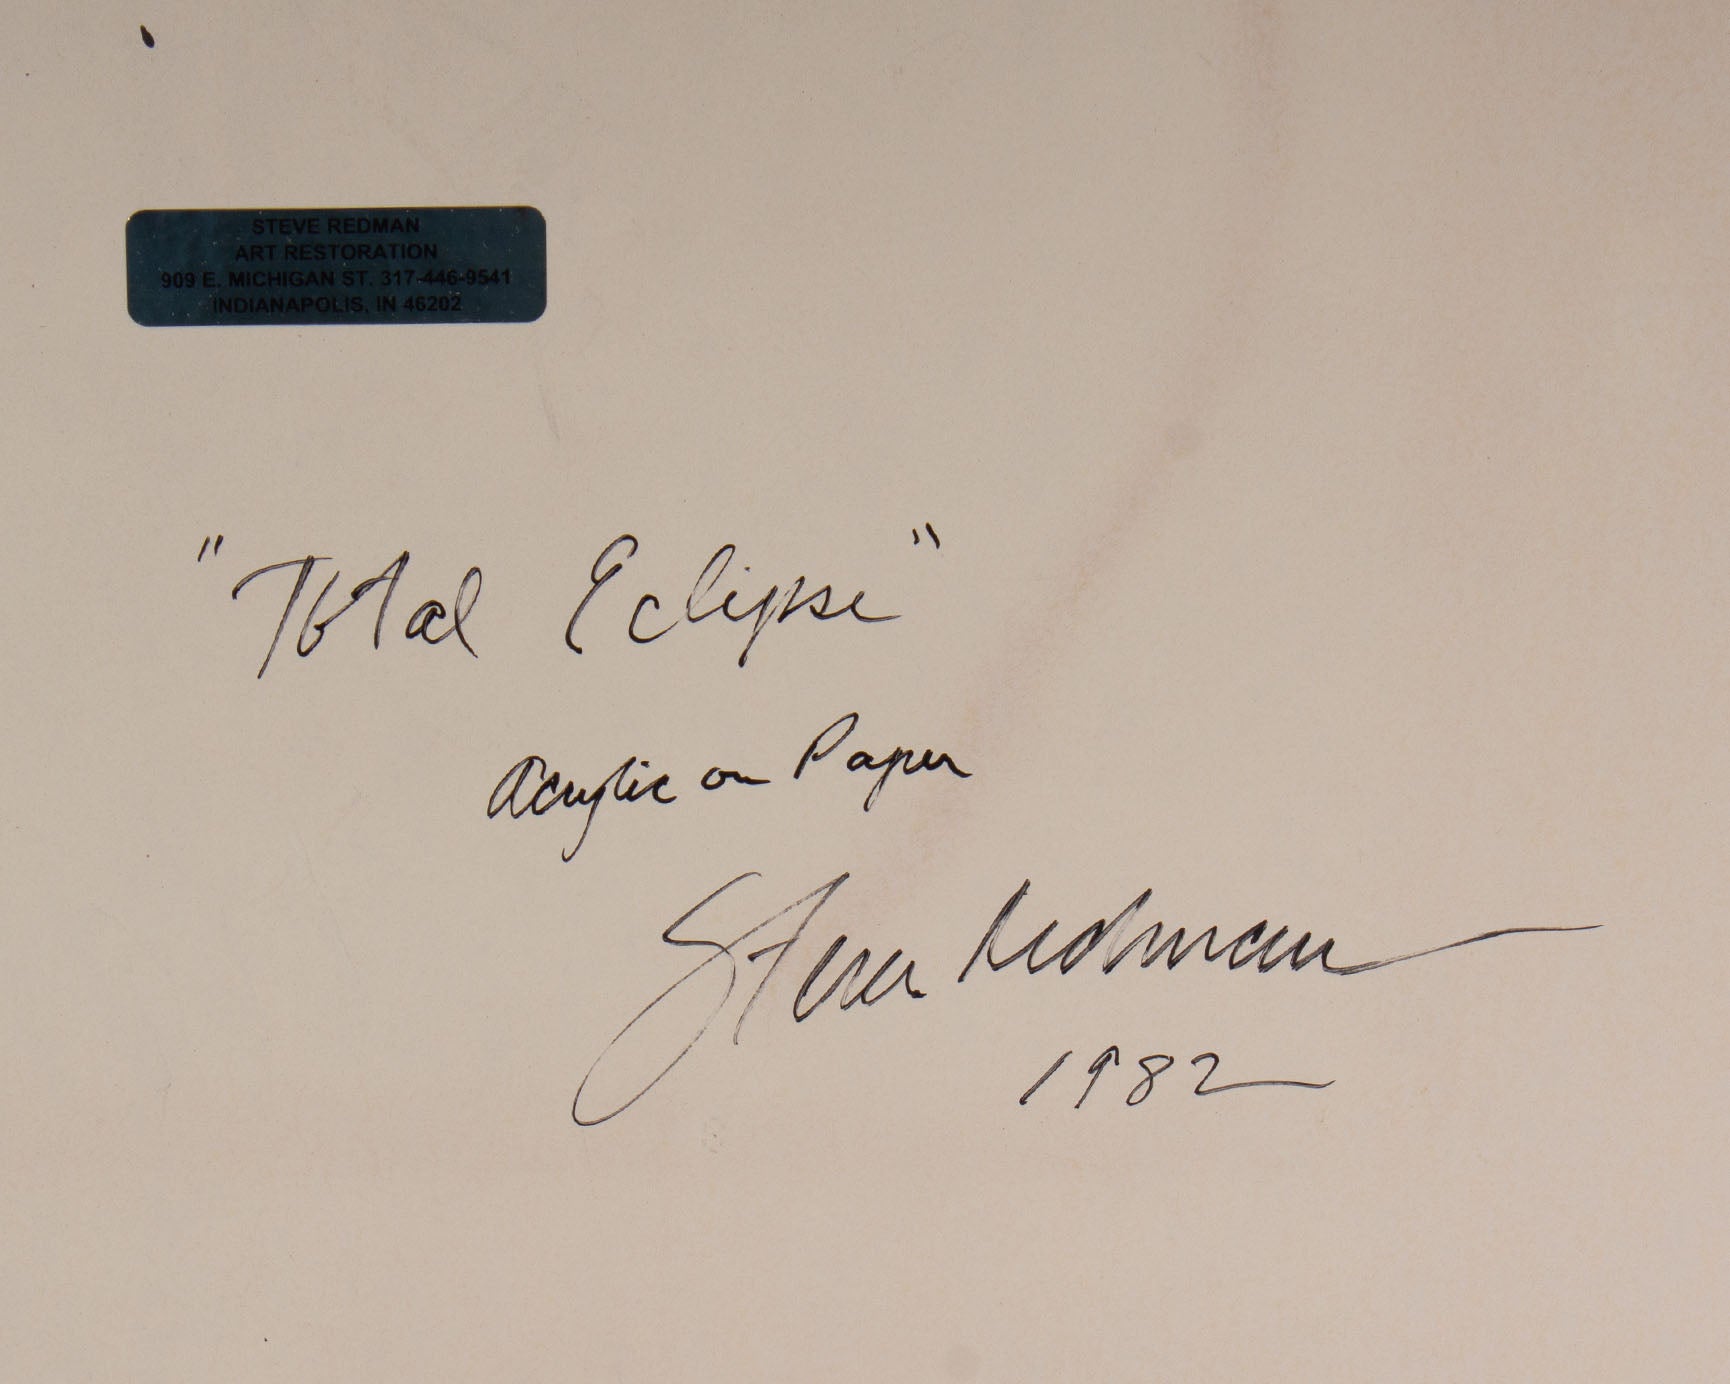 STEVE REDMAN
ART RESTORATION
909 E. MICHIGAN ST. 317-446-9541
INDIANAPOLIS, IN 46202
"Total Eclipse"
Acrylic on Paper
Steve Redman
1982